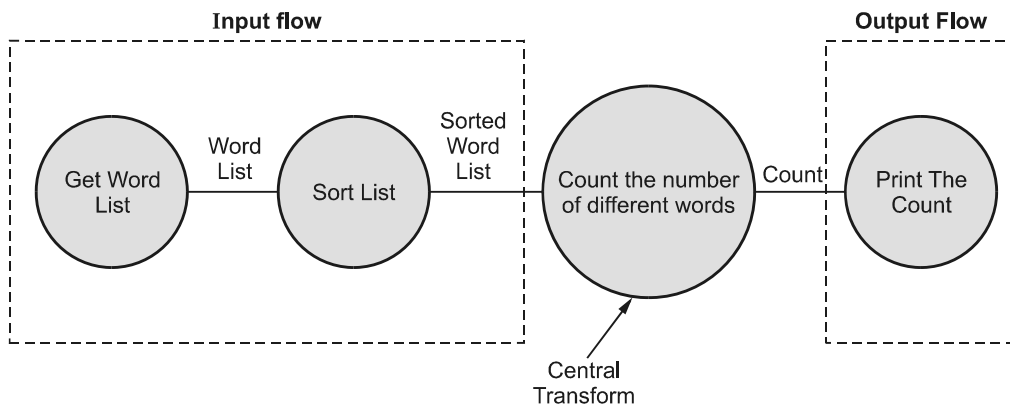 Input flow
Output Flow
Get Word
List
Word
List
Sort List
Sorted
Word
List
Count the number
of different words
Count
Print The
Count
Central
Transform